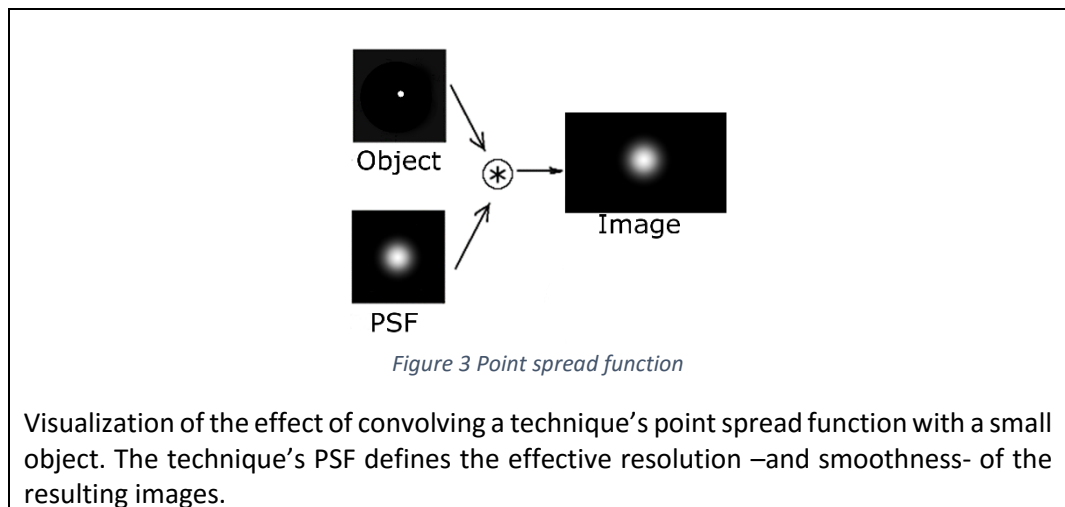 Object
PSF
Image
Figure 3 Point spread function
Visualization of the effect of convolving a technique’s point spread function with a small
object. The technique’s PSF defines the effective resolution –and smoothness- of the
resulting images.